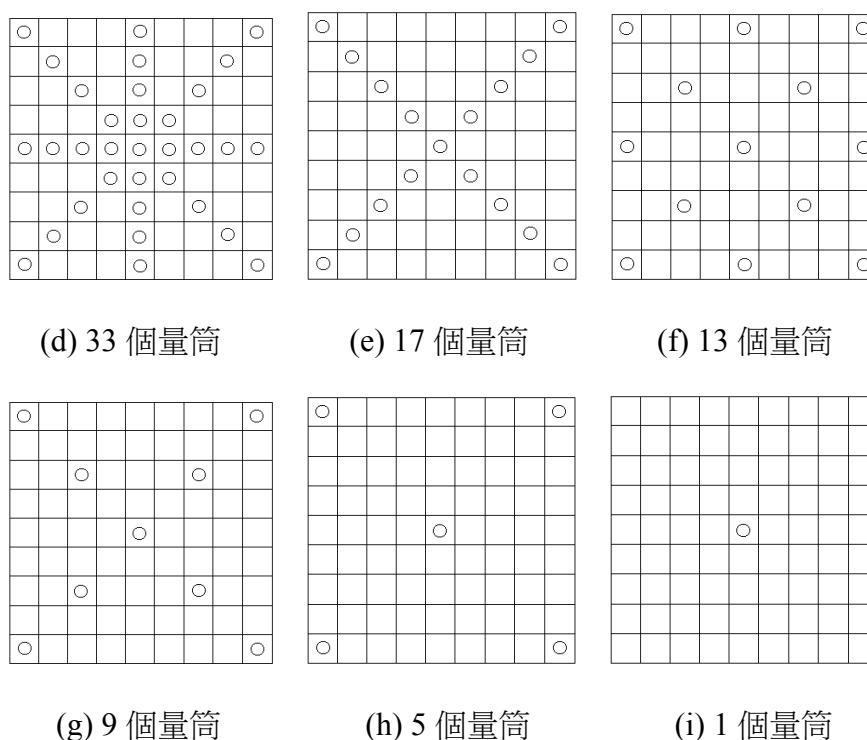 (d) 33 個量筒 (e) 17 個量筒 (f) 13 個量筒
(g) 9 個量筒 (h) 5 個量筒 (i) 1 個量筒